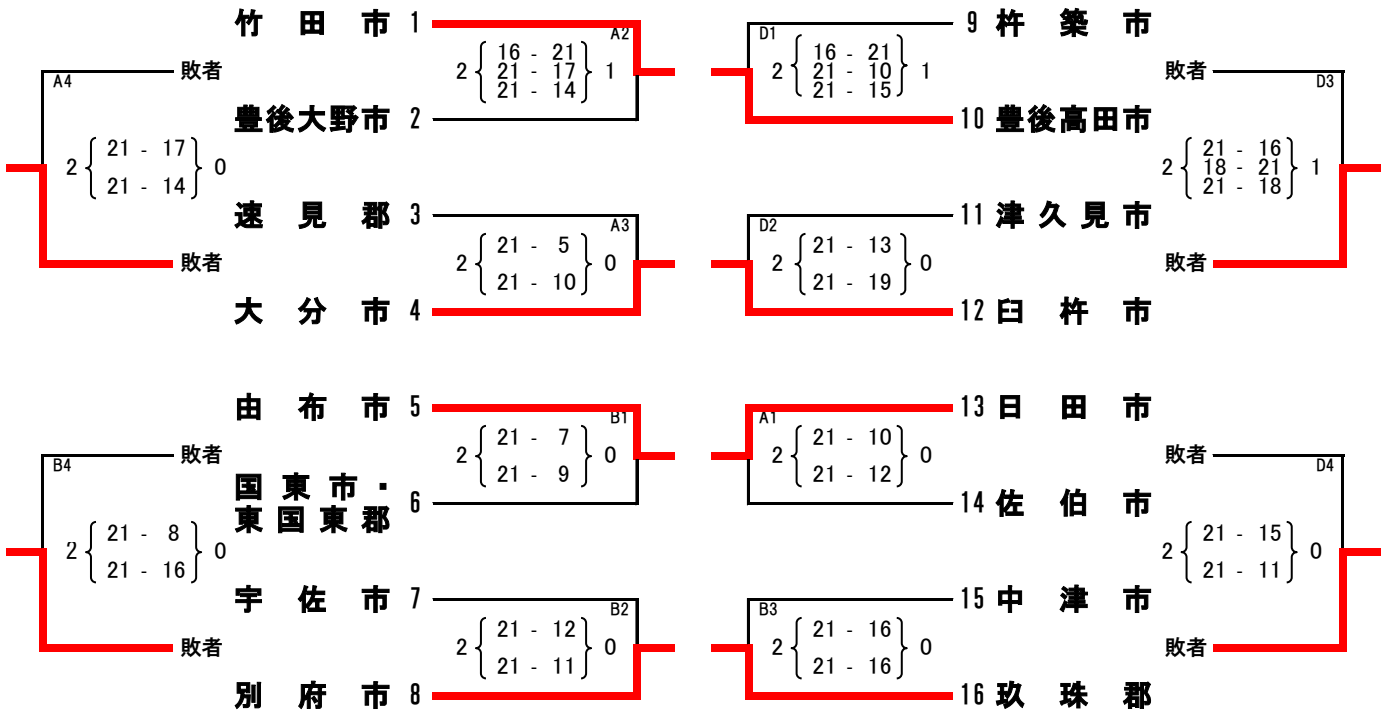 竹田市 1
A2
2 { 16 - 21 } 1
21 - 17
21 - 14
豊後大野市 2
A4
敗者
2 { 21 - 17 } 0
21 - 14
敗者
速見郡 3
A3
2 { 21 - 5 } 0
21 - 10
大分市 4
由布市 5
B1
2 { 21 - 7 } 0
21 - 9
国東市・
東国東郡 6
B4
敗者
2 { 21 - 8 } 0
21 - 16
敗者
宇佐市 7
B2
2 { 21 - 12 } 0
21 - 11
別府市 8
9 杵築市
D1
2 { 16 - 21 } 1
21 - 10
21 - 15
10 豊後高田市
敗者
D3
2 { 21 - 16 } 1
18 - 21
21 - 18
敗者
11 津久見市
D2
2 { 21 - 13 } 0
21 - 19
12 臼杵市
13 日田市
A1
2 { 21 - 10 } 0
21 - 12
14 佐伯市
敗者
D4
2 { 21 - 15 } 0
21 - 11
敗者
15 中津市
B3
2 { 21 - 16 } 0
21 - 16
16 玖珠郡